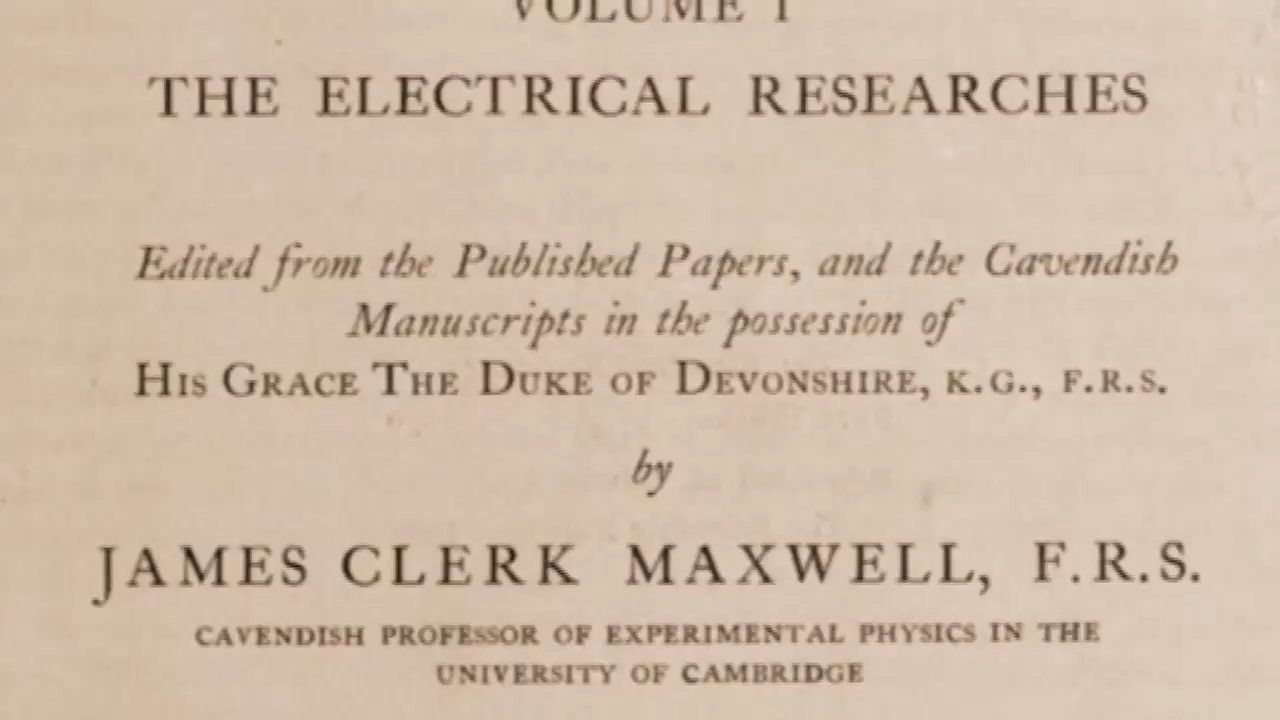 VOLUME I
THE ELECTRICAL RESEARCHES
Edited from the Published Papers, and the Cavendish
Manuscripts in the possession of
HIS GRACE THE DUKE OF DEVONSHIRE, K.G., F.R.S.
by
JAMES CLERK MAXWELL, F.R.S.
CAVENDISH PROFESSOR OF EXPERIMENTAL PHYSICS IN THE
UNIVERSITY OF CAMBRIDGE